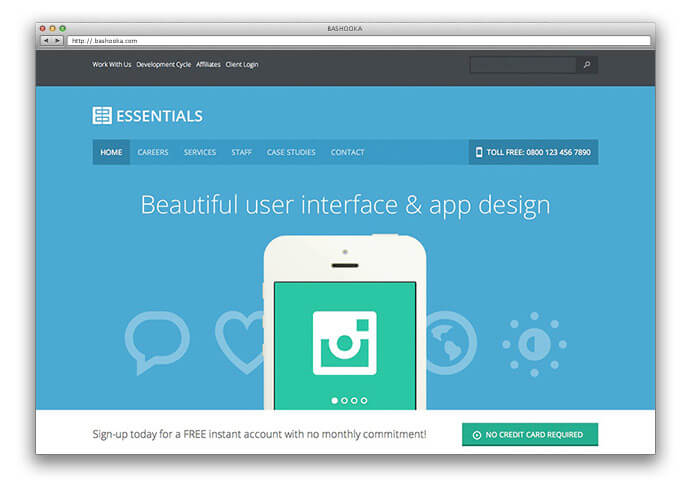 BASHOOKA
http://.bashooka.com
Work With Us Development Cycle Affiliates Client Login
ESSENTIALS
HOME CAREERS SERVICES STAFF CASE STUDIES CONTACT TOLL FREE: 0800 123 456 7890
Beautiful user interface & app design
Sign-up today for a FREE instant account with no monthly commitment! NO CREDIT CARD REQUIRED